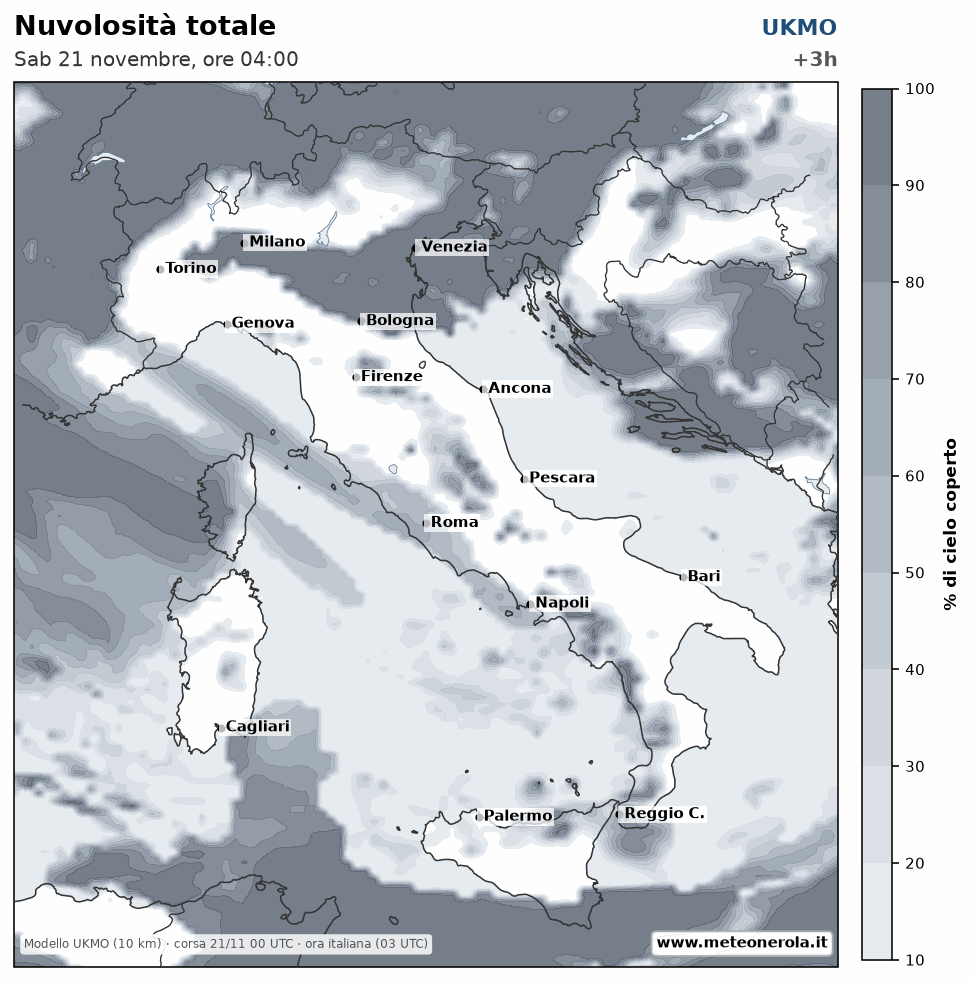 Nuvolosità totale
UKMO
Sab 21 novembre, ore 04:00
+3h
100
90
80
70
60
50
40
30
20
10
% di cielo coperto
Milano
Venezia
Torino
Genova
Bologna
Firenze
Ancona
Pescara
Roma
Bari
Napoli
Cagliari
Palermo
Reggio C.
Modello UKMO (10 km) · corsa 21/11 00 UTC · ora italiana (03 UTC)
www.meteonerola.it